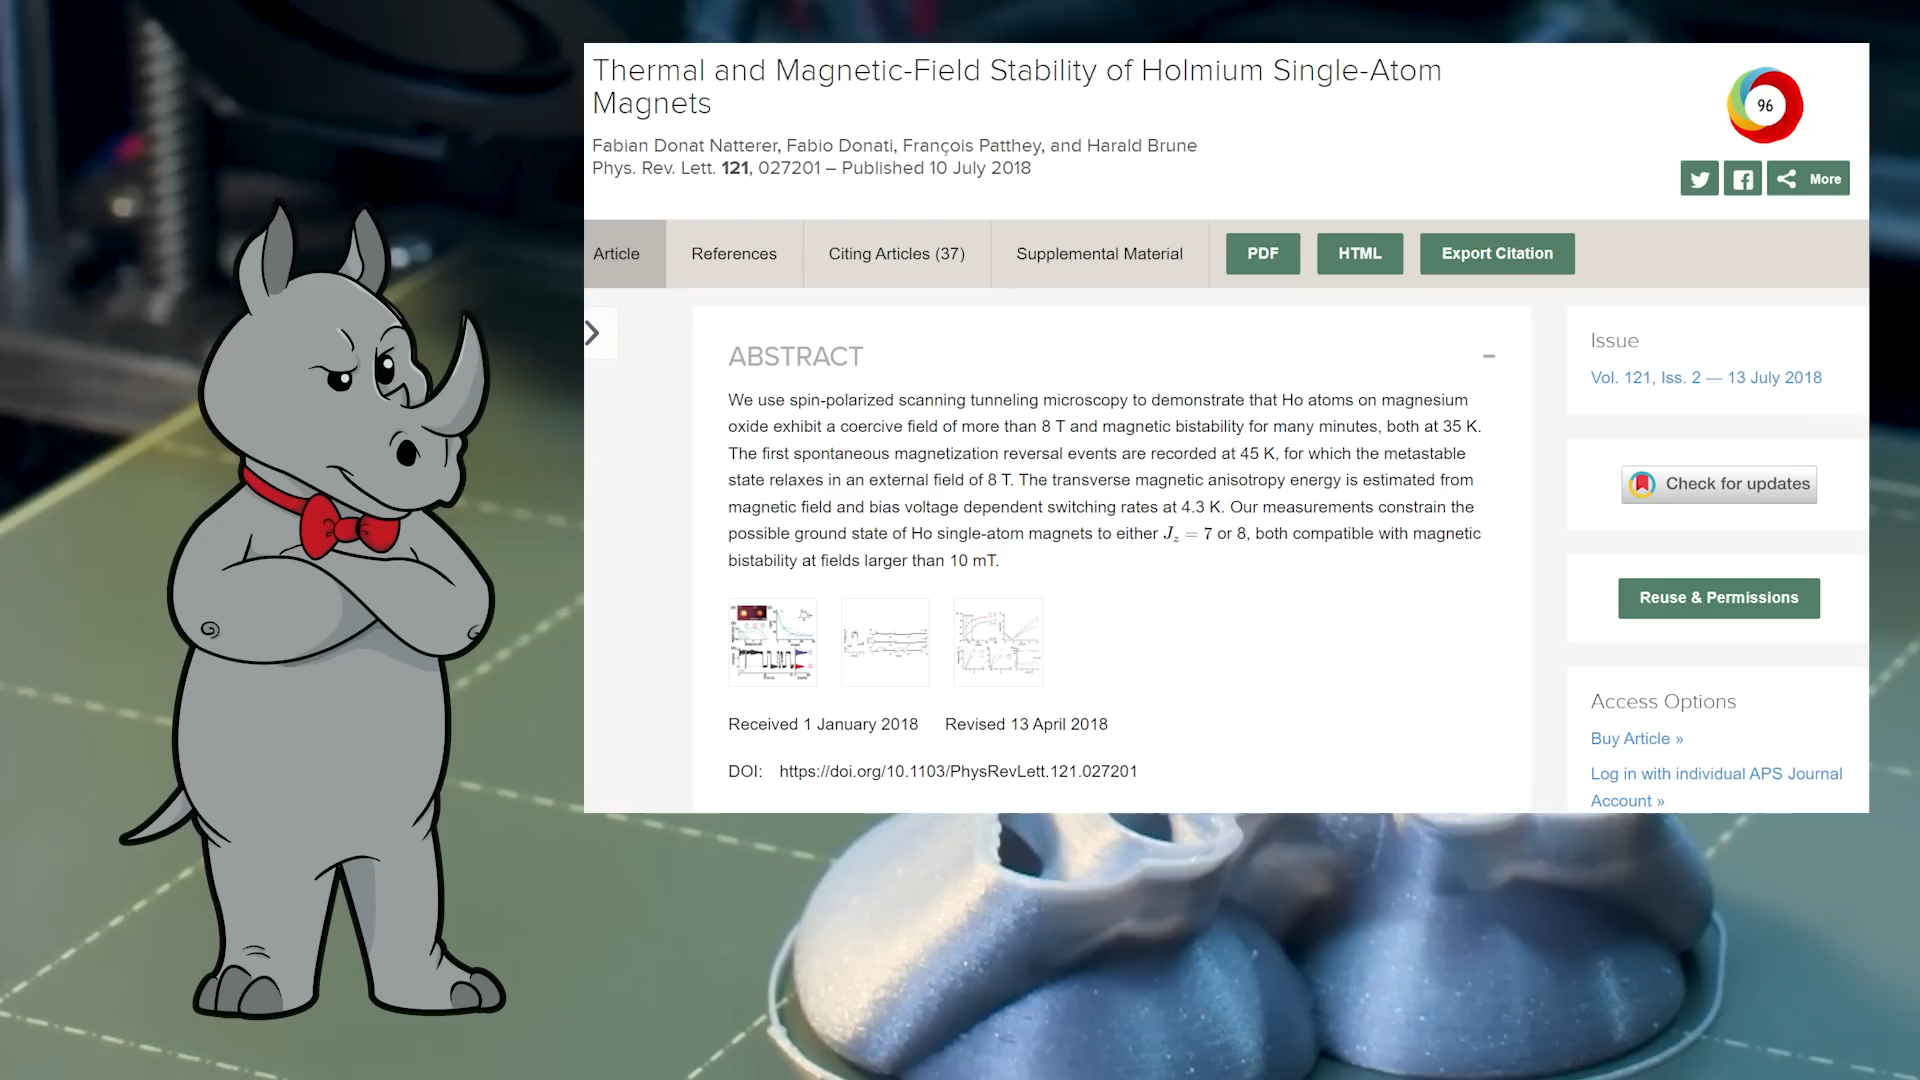 Thermal and Magnetic-Field Stability of Holmium Single-Atom
Magnets
Fabian Donat Natterer, Fabio Donati, François Patthey, and Harald Brune
Phys. Rev. Lett. 121, 027201 – Published 10 July 2018
96
More
Article
References
Citing Articles (37)
Supplemental Material
PDF
HTML
Export Citation
ABSTRACT
We use spin-polarized scanning tunneling microscopy to demonstrate that Ho atoms on magnesium
oxide exhibit a coercive field of more than 8 T and magnetic bistability for many minutes, both at 35 K.
The first spontaneous magnetization reversal events are recorded at 45 K, for which the metastable
state relaxes in an external field of 8 T. The transverse magnetic anisotropy energy is estimated from
magnetic field and bias voltage dependent switching rates at 4.3 K. Our measurements constrain the
possible ground state of Ho single-atom magnets to either Jz = 7 or 8, both compatible with magnetic
bistability at fields larger than 10 mT.
Received 1 January 2018 Revised 13 April 2018
DOI: https://doi.org/10.1103/PhysRevLett.121.027201
Issue
Vol. 121, Iss. 2 — 13 July 2018
Check for updates
Reuse & Permissions
Access Options
Buy Article »
Log in with individual APS Journal
Account »